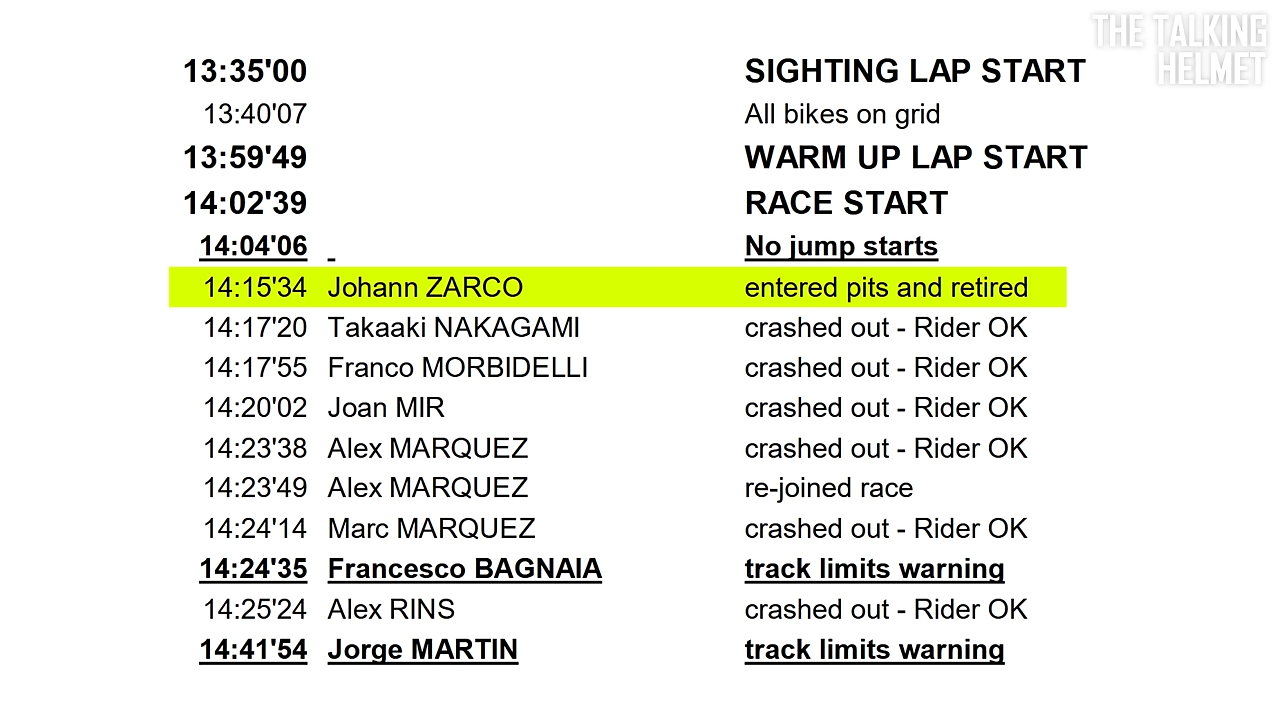 THE TALKING
HELMET
13:35'00 SIGHTING LAP START
13:40'07 All bikes on grid
13:59'49 WARM UP LAP START
14:02'39 RACE START
14:04'06 No jump starts
14:15'34 Johann ZARCO entered pits and retired
14:17'20 Takaaki NAKAGAMI crashed out - Rider OK
14:17'55 Franco MORBIDELLI crashed out - Rider OK
14:20'02 Joan MIR crashed out - Rider OK
14:23'38 Alex MARQUEZ crashed out - Rider OK
14:23'49 Alex MARQUEZ re-joined race
14:24'14 Marc MARQUEZ crashed out - Rider OK
14:24'35 Francesco BAGNAIA track limits warning
14:25'24 Alex RINS crashed out - Rider OK
14:41'54 Jorge MARTIN track limits warning